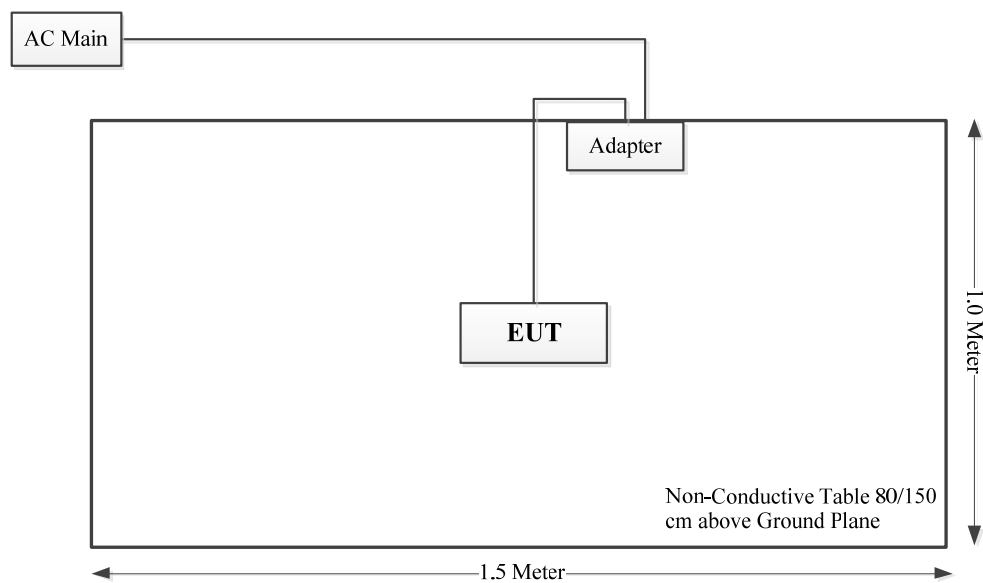 AC Main
Adapter
EUT
1.0 Meter
Non-Conductive Table 80/150
cm above Ground Plane
1.5 Meter